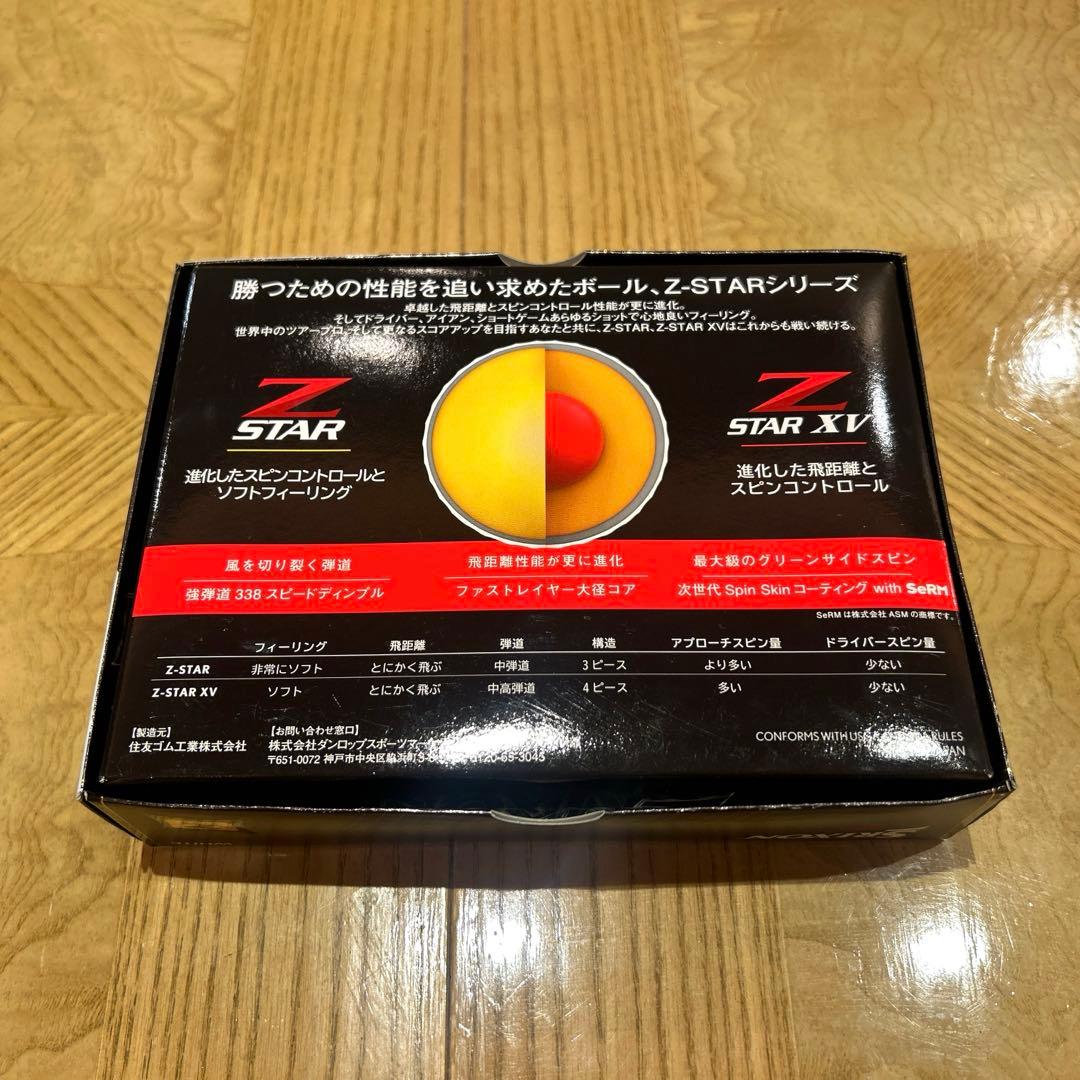 勝つための性能を追い求めたボール、Z-STARシリーズ
卓越した飛距離とスピンコントロール性能が更に進化。
そしてドライバー、アイアン、ショートゲームあらゆるショットで心地良いフィーリング。
世界中のツアープロ、そして更なるスコアアップを目指すあなたと共に、Z-STAR、Z-STAR XVはこれからも戦い続ける。
Z STAR
進化したスピンコントロールと
ソフトフィーリング
Z STAR XV
進化した飛距離と
スピンコントロール
風を切り裂く弾道 飛距離性能が更に進化 最大級のグリーンサイドスピン
強弾道 338 スピードディンプル ファストレイヤー大径コア 次世代 Spin Skin コーティング with SeRM
SeRM は株式会社 ASM の商標です。
フィーリング 飛距離 弾道 構造 アプローチスピン量 ドライバースピン量
Z-STAR 非常にソフト とにかく飛ぶ 中弾道 3 ピース より多い 少ない
Z-STAR XV ソフト とにかく飛ぶ 中高弾道 4 ピース 多い 少ない
【製造元】
住友ゴム工業株式会社
【お問い合わせ窓口】
株式会社ダンロップスポーツマー
〒651-0072 神戸市中央区脇浜町3-
0120-65-3045
CONFORMS WITH RULES
SRIXON